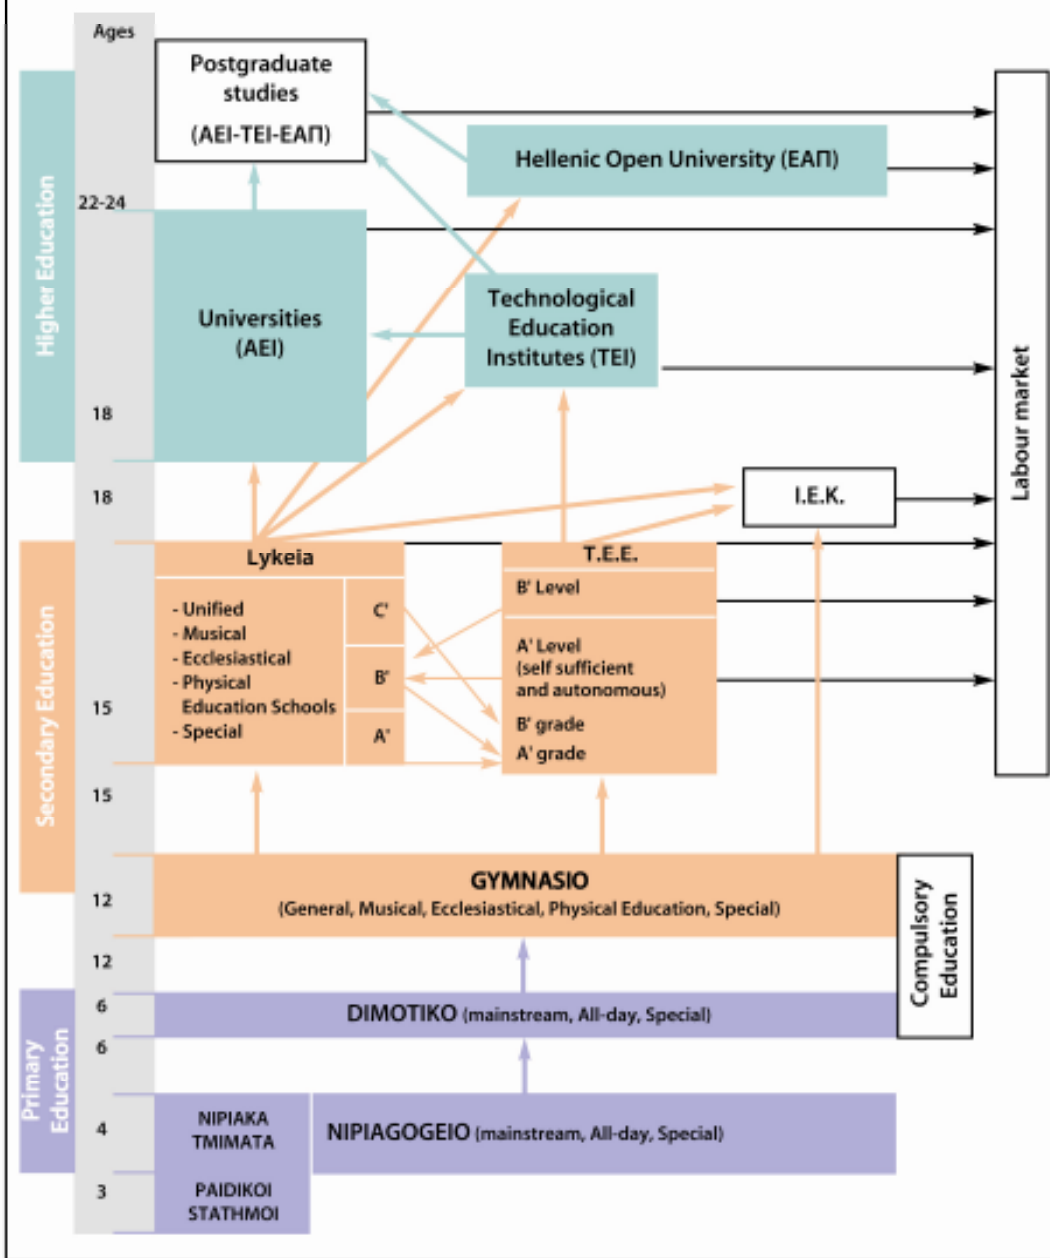 Ages
Postgraduate
studies
(ΑΕΙ-ΤΕΙ-ΕΑΠ)
Hellenic Open University (ΕΑΠ)
22-24
Higher Education
Universities
(AEI)
Technological
Education
Institutes (TEI)
Labour market
18
18
I.E.K.
Lykeia
T.E.E.
- Unified
- Musical
- Ecclesiastical
- Physical
Education Schools
- Special
C'
B'
A'
B' Level
A' Level
(self sufficient
and autonomous)
B' grade
A' grade
Secondary Education
15
15
GYMNASIO
(General, Musical, Ecclesiastical, Physical Education, Special)
12
Compulsory
Education
12
6
DIMOTIKO (mainstream, All-day, Special)
6
Primary
Education
4
NIPIAKA
TMIMATA
NIPIAGOGEIO (mainstream, All-day, Special)
3
PAIDIKOI
STATHMOI